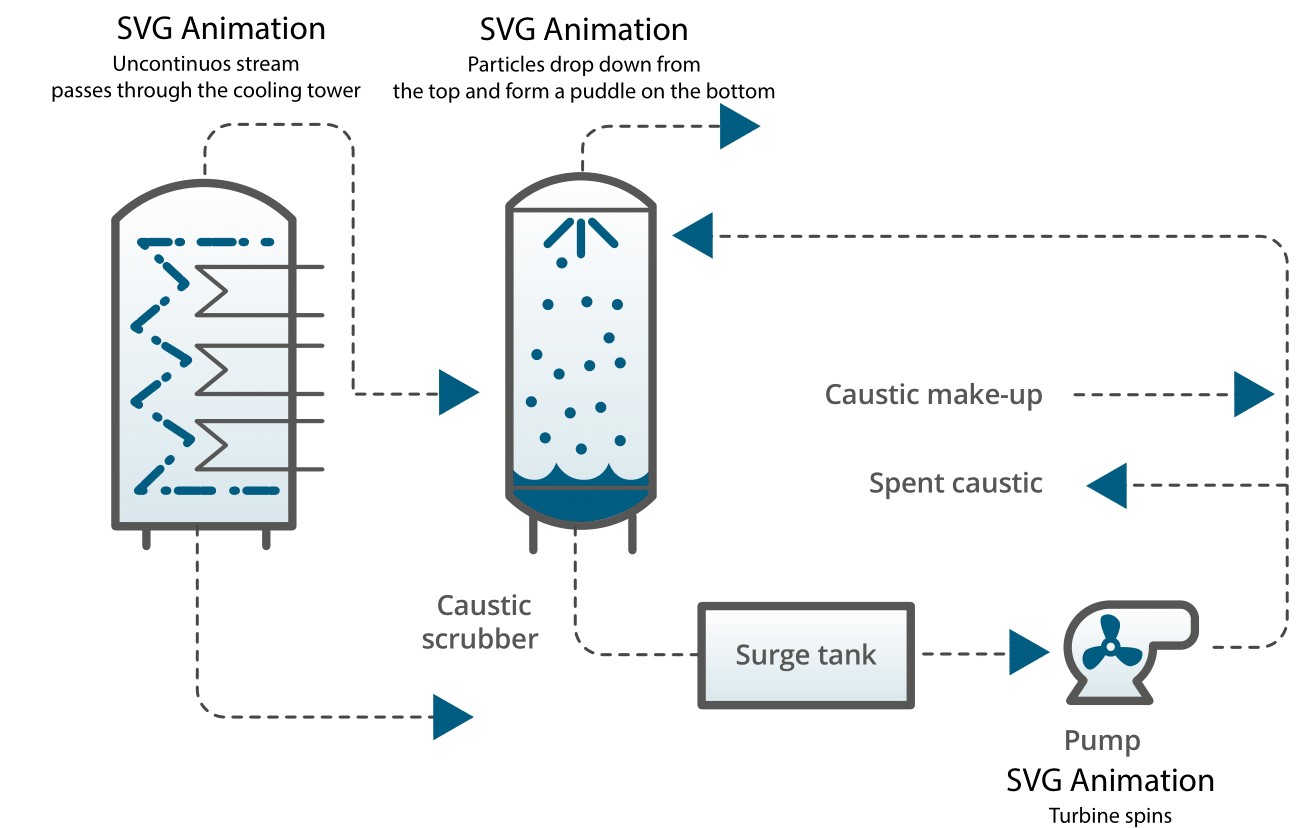 SVG Animation
Uncontinuos stream
passes through the cooling tower
SVG Animation
Particles drop down from
the top and form a puddle on the bottom
Caustic make-up
Spent caustic
Caustic
scrubber
Surge tank
Pump
SVG Animation
Turbine spins